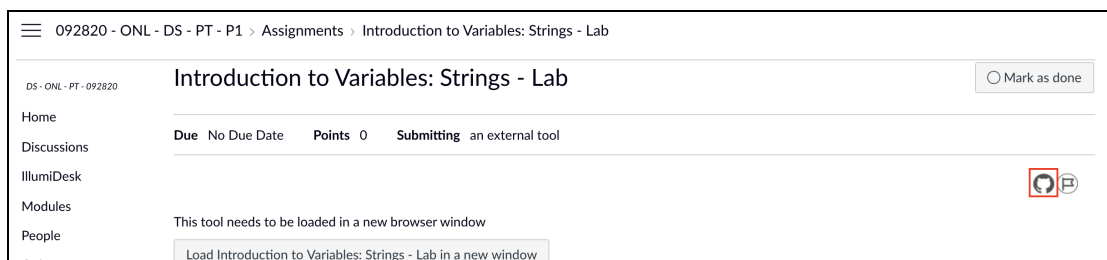 092820 - ONL - DS - PT - P1 > Assignments > Introduction to Variables: Strings - Lab
DS - ONL - PT - 092820
Introduction to Variables: Strings - Lab
Mark as done
Home
Discussions
IllumiDesk
Modules
People
Due No Due Date Points 0 Submitting an external tool
This tool needs to be loaded in a new browser window
Load Introduction to Variables: Strings - Lab in a new window